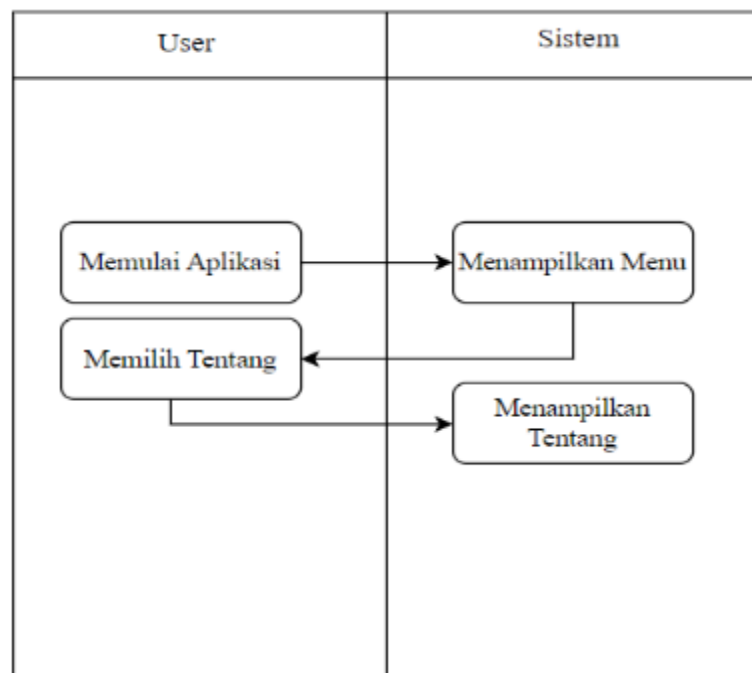 User
Sistem
Memulai Aplikasi
Menampilkan Menu
Memilih Tentang
Menampilkan
Tentang